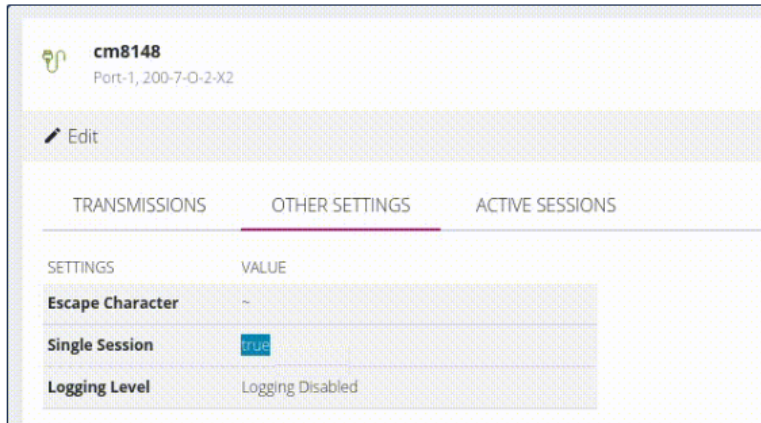 cm8148
Port-1, 200-7-O-2-X2
Edit
TRANSMISSIONS OTHER SETTINGS ACTIVE SESSIONS
SETTINGS VALUE
Escape Character ~
Single Session true
Logging Level Logging Disabled